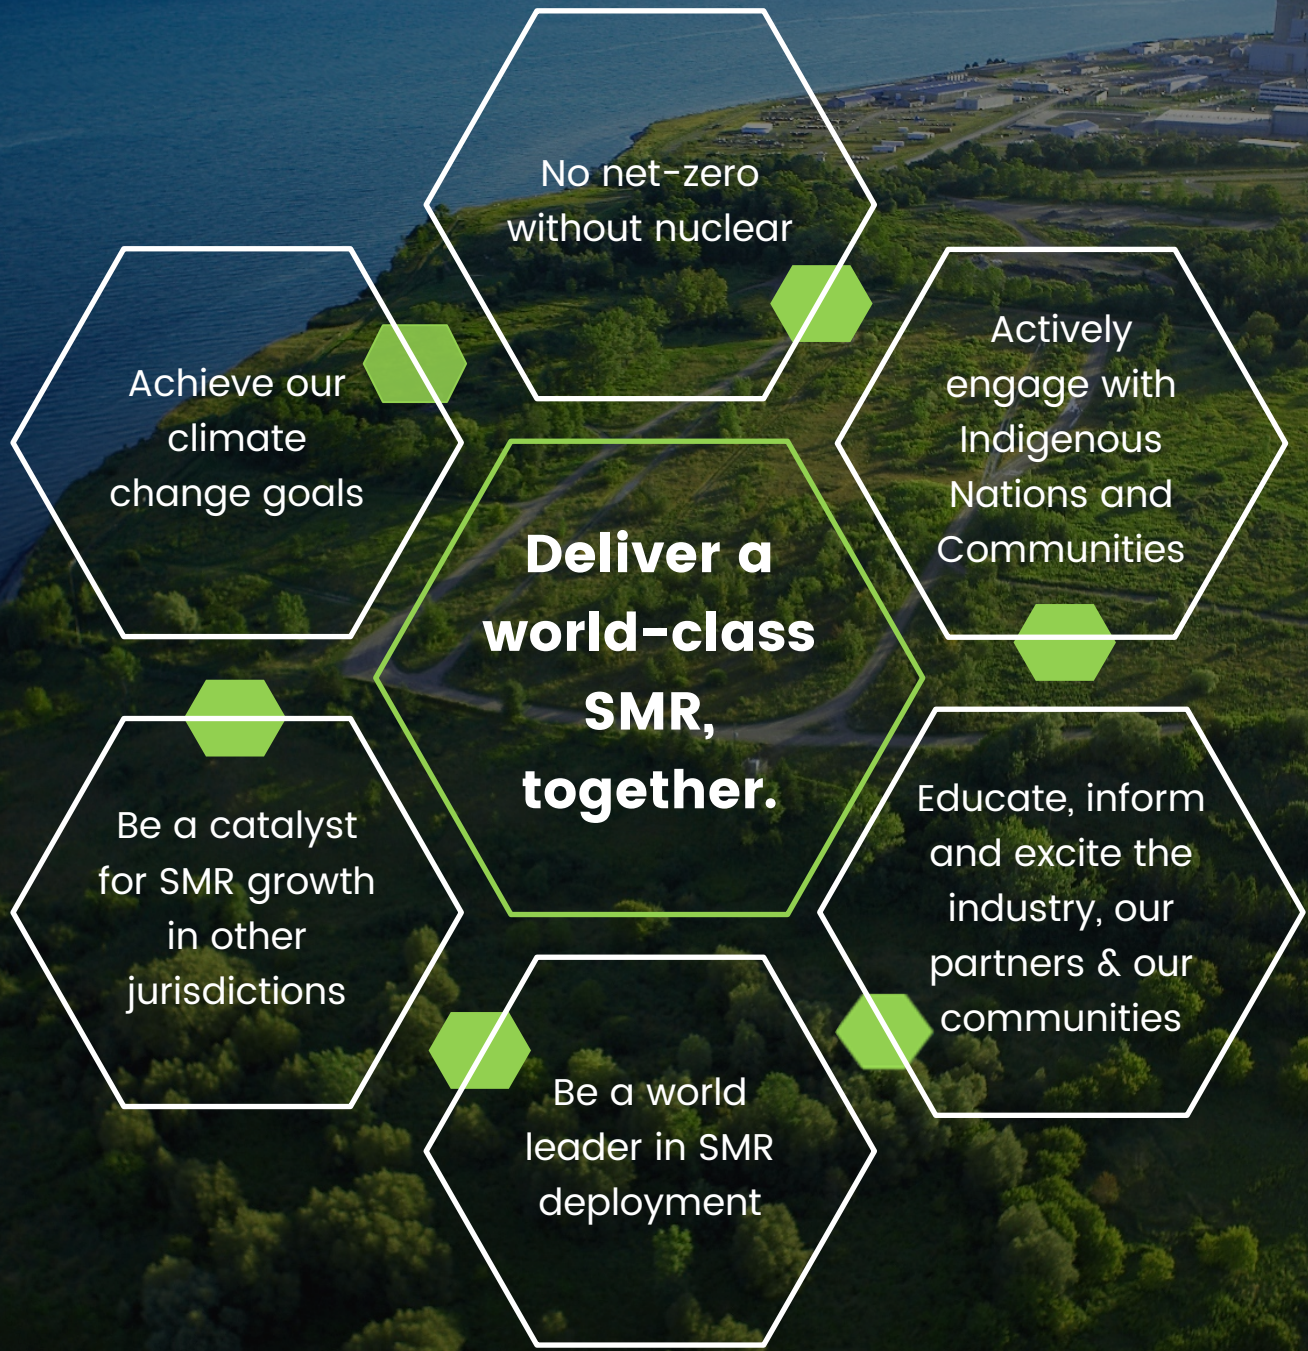 No net-zero
without nuclear
Actively
engage with
Indigenous
Nations and
Communities
Educate, inform
and excite the
industry, our
partners & our
communities
Be a world
leader in SMR
deployment
Be a catalyst
for SMR growth
in other
jurisdictions
Achieve our
climate
change goals
Deliver a
world-class
SMR,
together.